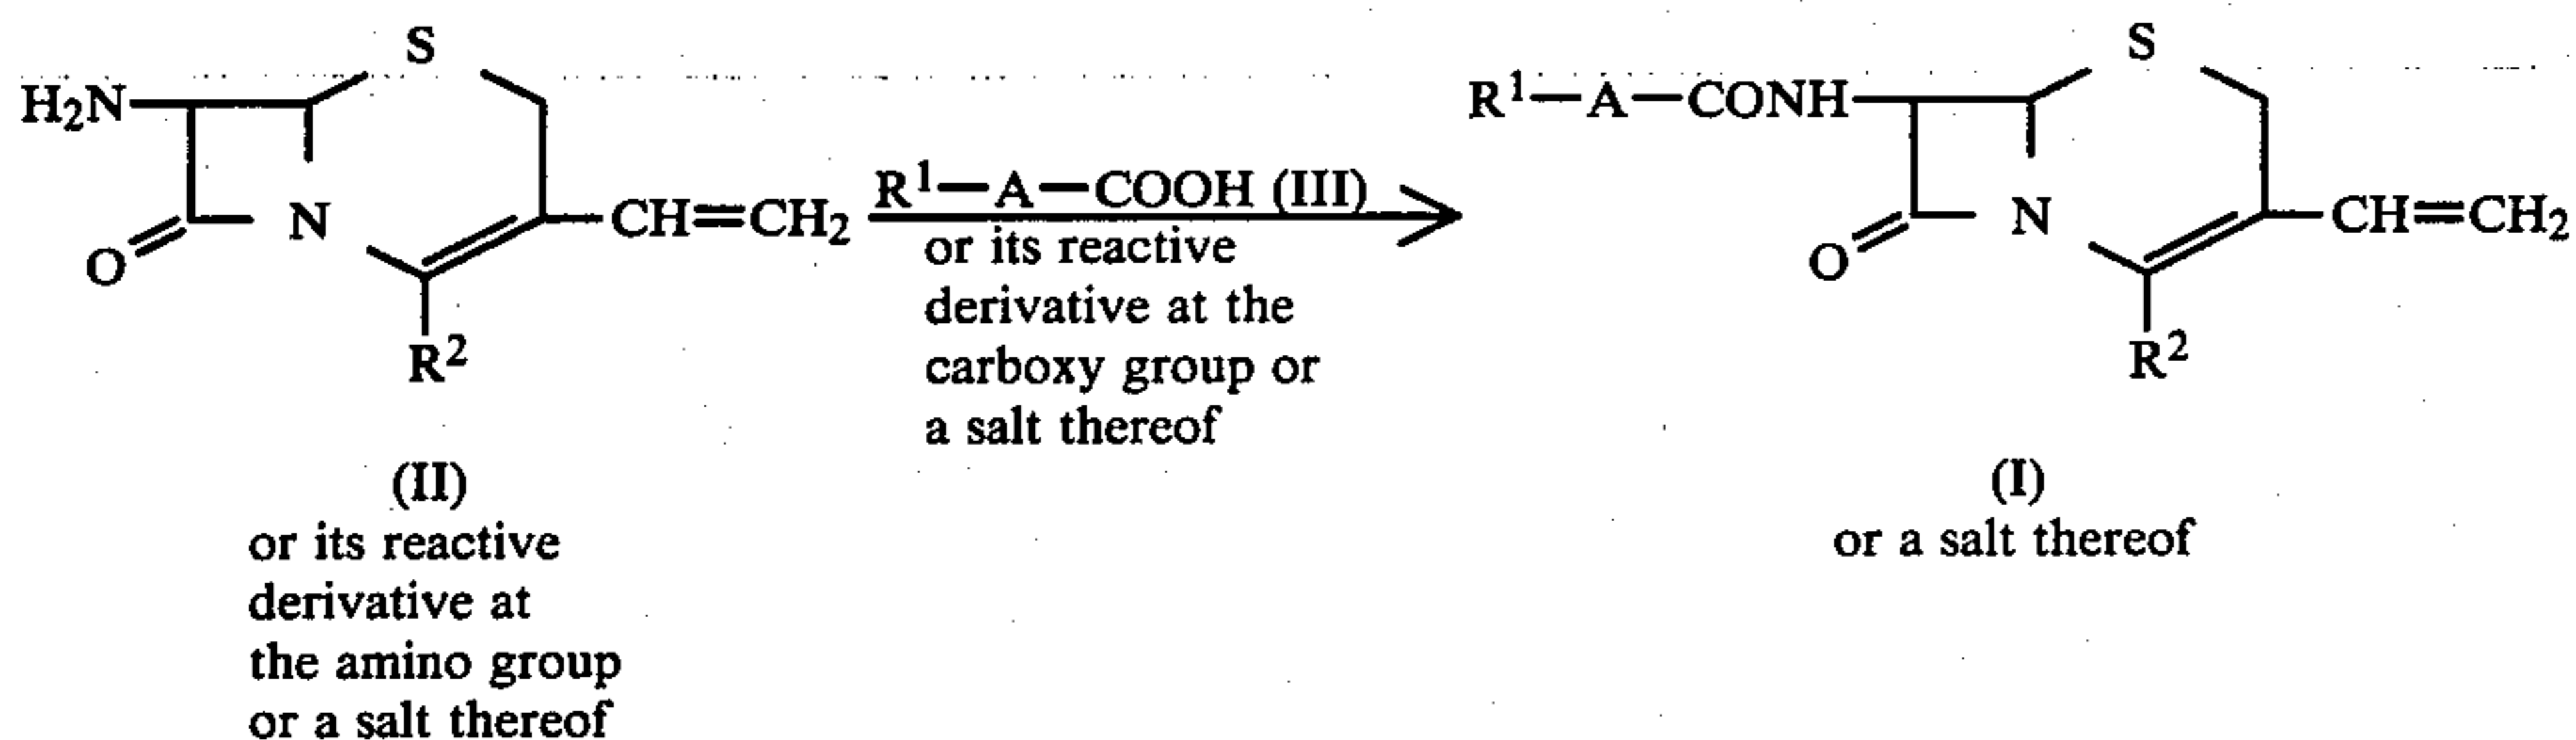 S
H₂N
O
N
CH=CH₂
R²
(II)
or its reactive
derivative at
the amino group
or a salt thereof
R¹—A—COOH (III)
or its reactive
derivative at the
carboxy group or
a salt thereof
S
R¹—A—CONH
O
N
CH=CH₂
R²
(I)
or a salt thereof